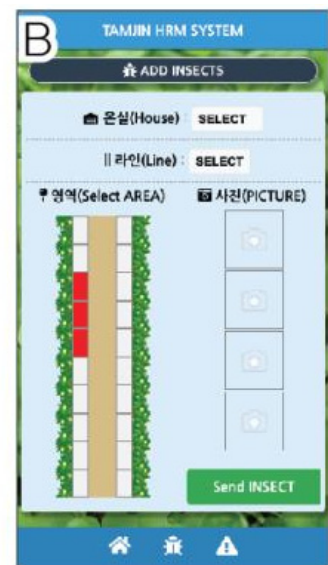 B
TAMJIN HRM SYSTEM
ADD INSECTS
온실(House) : SELECT
라인(Line) : SELECT
영역(Select AREA) 사진(PICTURE)
Send INSECT